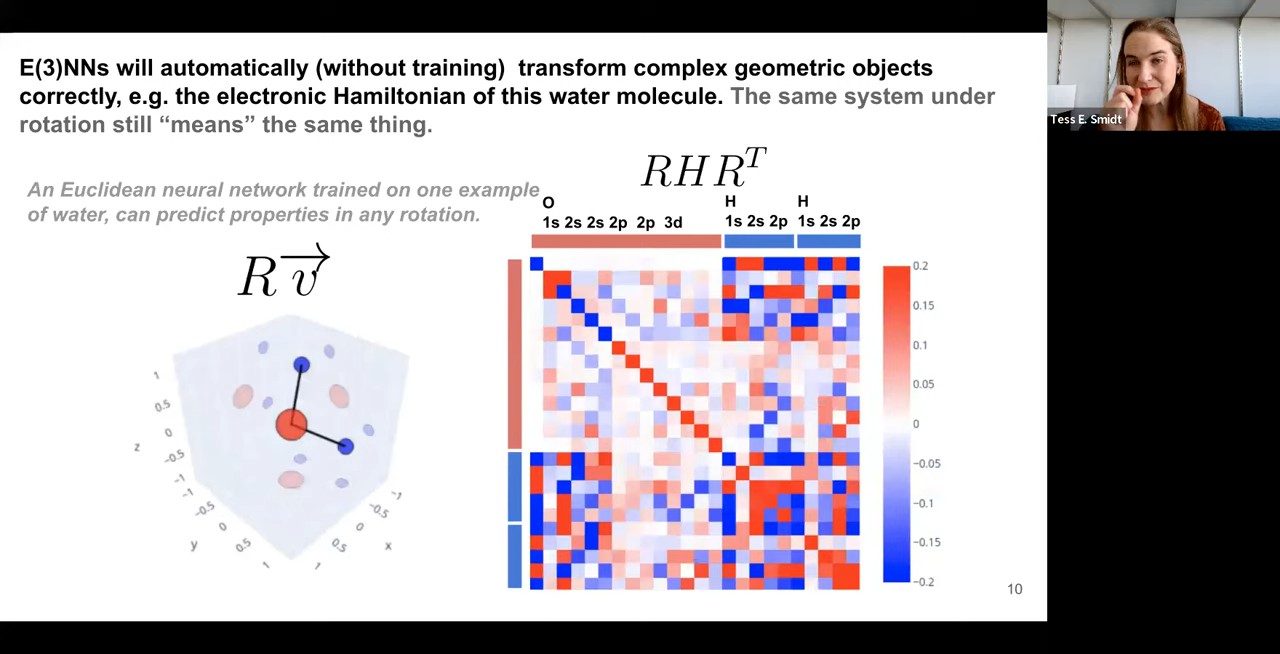 E(3)NNs will automatically (without training) transform complex geometric objects
correctly, e.g. the electronic Hamiltonian of this water molecule. The same system under
rotation still “means” the same thing.
Tess E. Smidt
An Euclidean neural network trained on one example
of water, can predict properties in any rotation.
R v
RHR^T
O H H
1s 2s 2s 2p 2p 3d 1s 2s 2p 1s 2s 2p
0.2
0.15
0.1
0.05
0
−0.05
−0.1
−0.15
−0.2
1
0.5
0
−0.5
−1
z
−1
−0.5
0
0.5
1
y
−1
−0.5
0
0.5
1
x
10